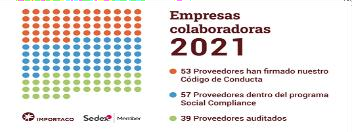 Empresas
colaboradoras
2021
53 Proveedores han firmado nuestro
Código de Conducta
57 Proveedores dentro del programa
Social Compliance
39 Proveedores auditados
IMPORTACO Sedex Member